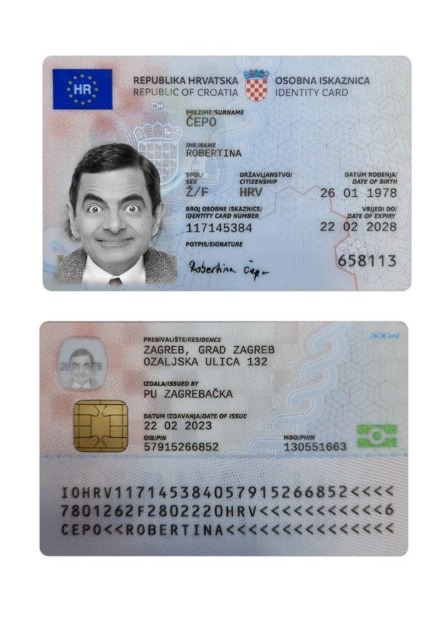 HR
REPUBLIKA HRVATSKA
REPUBLIC OF CROATIA
OSOBNA ISKAZNICA
IDENTITY CARD
PREZIME/SURNAME
ČEPO
IME/NAME
ROBERTINA
SPOL/
SEX
Ž/F
DRŽAVLJANSTVO/
CITIZENSHIP
HRV
DATUM ROĐENJA/
DATE OF BIRTH
26 01 1978
BROJ OSOBNE ISKAZNICE/
IDENTITY CARD NUMBER
117145384
VRIJEDI DO/
DATE OF EXPIRY
22 02 2028
POTPIS/SIGNATURE
Robertina Čepo
658113
PREBIVALIŠTE/RESIDENCE
ZAGREB, GRAD ZAGREB
OZALJSKA ULICA 132
IZDALA/ISSUED BY
PU ZAGREBAČKA
DATUM IZDAVANJA/DATE OF ISSUE
22 02 2023
OIB/PIN
57915266852
MBO/PHIN
130551663
IOHRV11714538405791526​6852<<<<
7801262F2802220HRV<<<<<<<<<<<6
CEPO<<ROBERTINA<<<<<<<<<<<<<<<